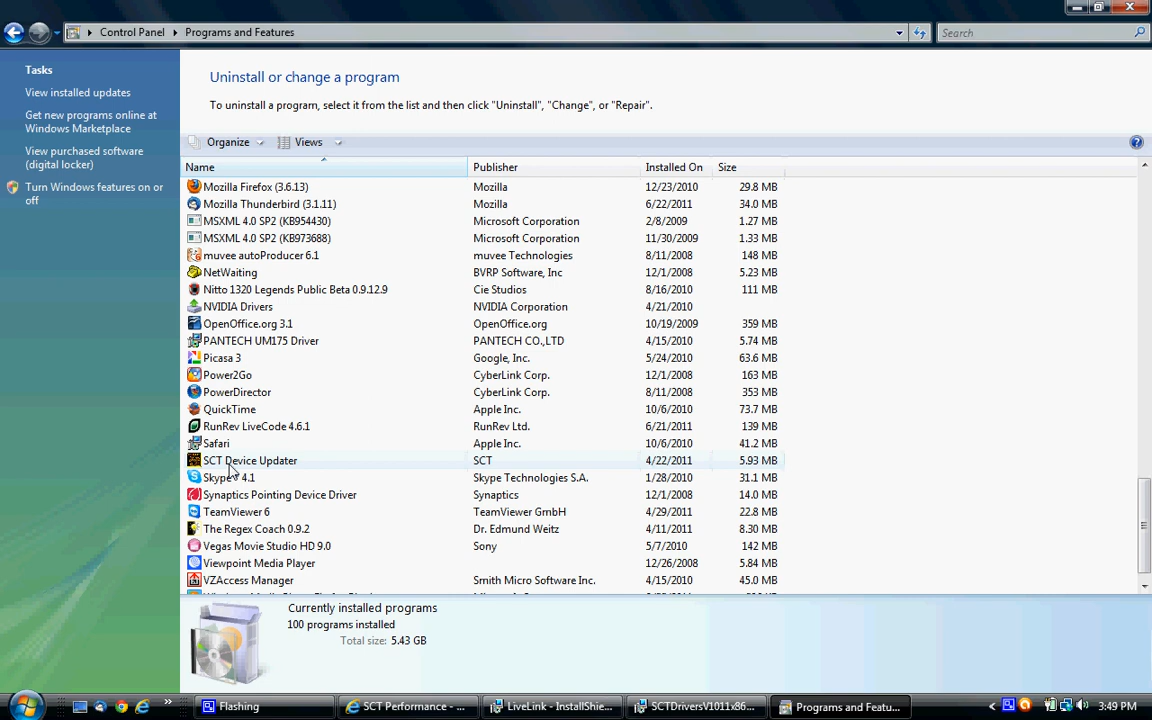 Control Panel Programs and Features Search
Tasks
View installed updates
Get new programs online at
Windows Marketplace
View purchased software
(digital locker)
Turn Windows features on or
off
Uninstall or change a program
To uninstall a program, select it from the list and then click "Uninstall", "Change", or "Repair".
Organize Views
Name Publisher Installed On Size
Mozilla Firefox (3.6.13) Mozilla 12/23/2010 29.8 MB
Mozilla Thunderbird (3.1.11) Mozilla 6/22/2011 34.0 MB
MSXML 4.0 SP2 (KB954430) Microsoft Corporation 2/8/2009 1.27 MB
MSXML 4.0 SP2 (KB973688) Microsoft Corporation 11/30/2009 1.33 MB
muvee autoProducer 6.1 muvee Technologies 8/11/2008 148 MB
NetWaiting BVRP Software, Inc 12/1/2008 5.23 MB
Nitto 1320 Legends Public Beta 0.9.12.9 Cie Studios 8/16/2010 111 MB
NVIDIA Drivers NVIDIA Corporation 4/21/2010
OpenOffice.org 3.1 OpenOffice.org 10/19/2009 359 MB
PANTECH UM175 Driver PANTECH CO.,LTD 4/15/2010 5.74 MB
Picasa 3 Google, Inc. 5/24/2010 63.6 MB
Power2Go CyberLink Corp. 12/1/2008 163 MB
PowerDirector CyberLink Corp. 8/11/2008 353 MB
QuickTime Apple Inc. 10/6/2010 73.7 MB
RunRev LiveCode 4.6.1 RunRev Ltd. 6/21/2011 139 MB
Safari Apple Inc. 10/6/2010 41.2 MB
SCT Device Updater SCT 4/22/2011 5.93 MB
Skype 4.1 Skype Technologies S.A. 1/28/2010 31.1 MB
Synaptics Pointing Device Driver Synaptics 12/1/2008 14.0 MB
TeamViewer 6 TeamViewer GmbH 4/29/2011 22.8 MB
The Regex Coach 0.9.2 Dr. Edmund Weitz 4/11/2011 8.30 MB
Vegas Movie Studio HD 9.0 Sony 5/7/2010 142 MB
Viewpoint Media Player 12/26/2008 5.84 MB
VZAccess Manager Smith Micro Software Inc. 4/15/2010 45.0 MB
Currently installed programs
100 programs installed
Total size: 5.43 GB
Flashing SCT Performance - ... LiveLink - InstallShie... SCTDriversV1011x86... Programs and Featu... 3:49 PM